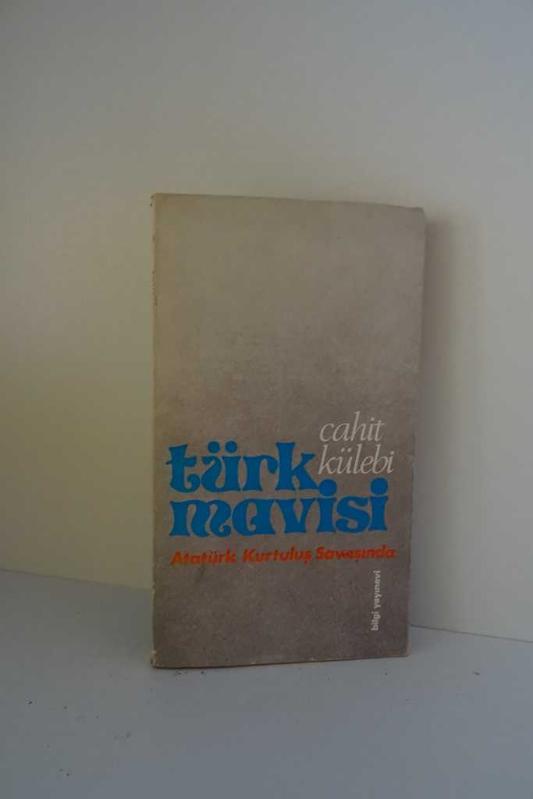 cahit
külebi
türk
mavisi
Atatürk Kurtuluş Savaşında
bilgi yayınevi